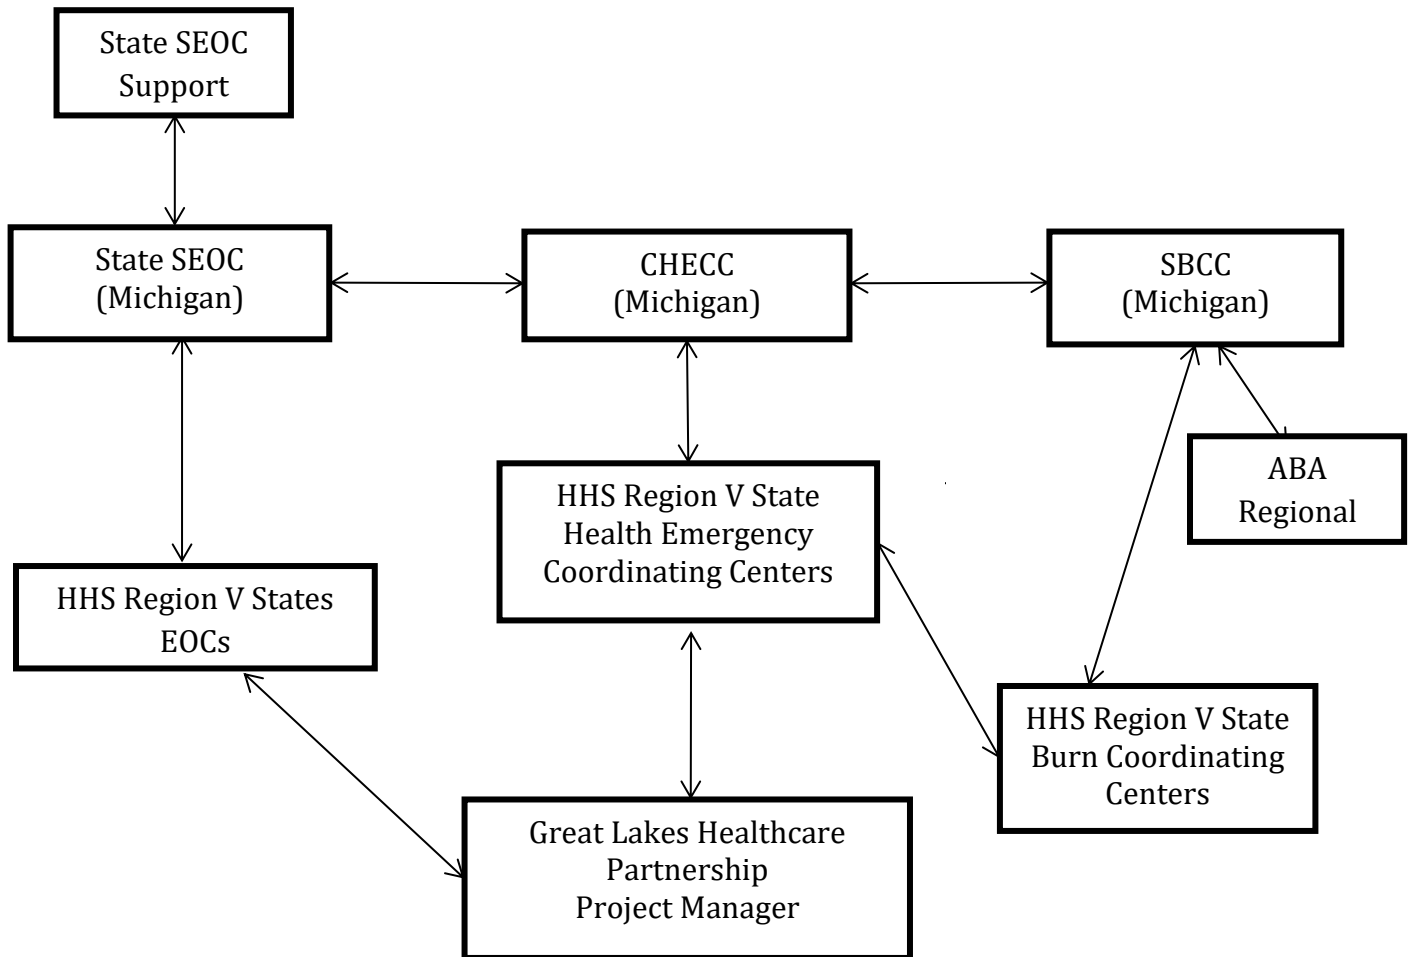 State SEOC
Support
State SEOC
(Michigan)
CHECC
(Michigan)
SBCC
(Michigan)
HHS Region V State
Health Emergency
Coordinating Centers
ABA
Regional
HHS Region V States
EOCs
HHS Region V State
Burn Coordinating
Centers
Great Lakes Healthcare
Partnership
Project Manager